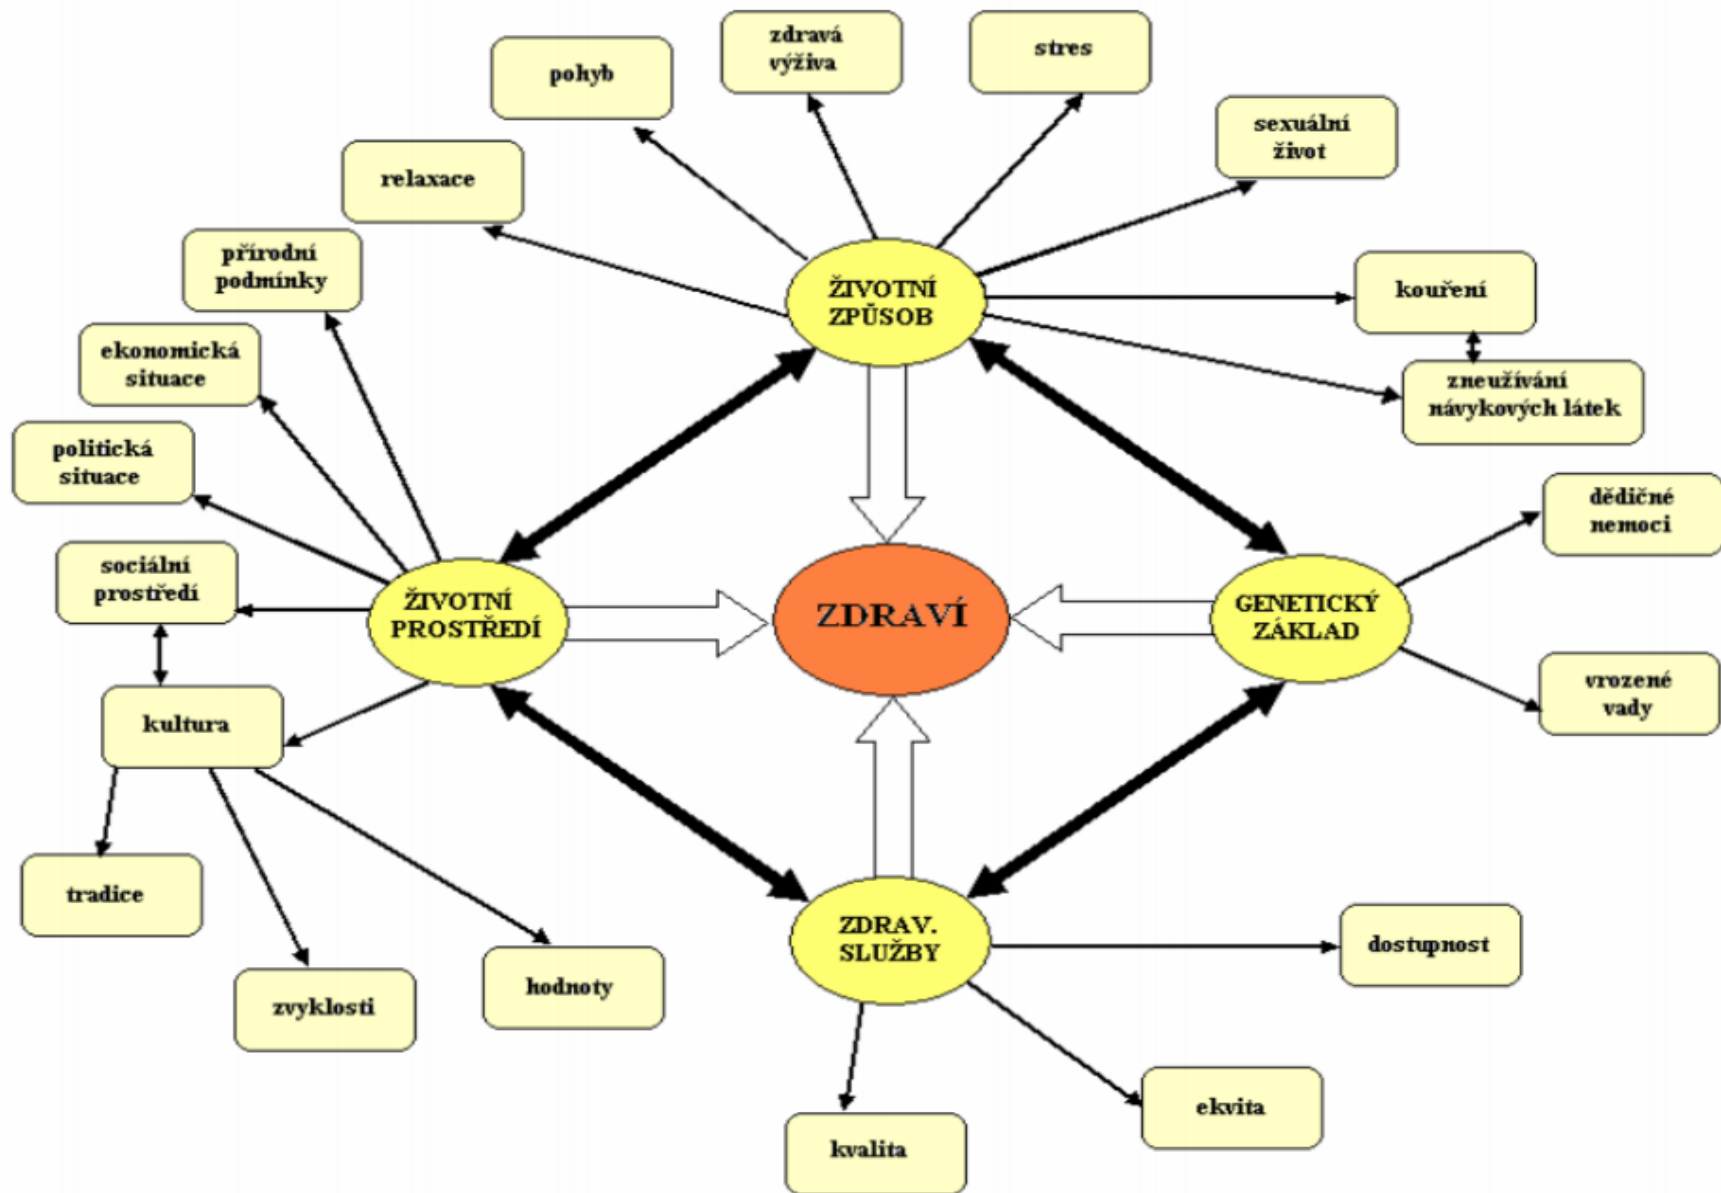 zdravá
výživa
stres
pohyb
sexuální
život
relaxace
přírodní
podmínky
ŽIVOTNÍ
ZPŮSOB
kouření
ekonomická
situace
zneužívání
návykových látek
politická
situace
dědičné
nemoci
sociální
prostředí
ŽIVOTNÍ
PROSTŘEDÍ
ZDRAVÍ
GENETICKÝ
ZÁKLAD
vrozené
vady
kultura
tradice
ZDRAV.
SLUŽBY
dostupnost
zvyklosti
hodnoty
ekvita
kvalita